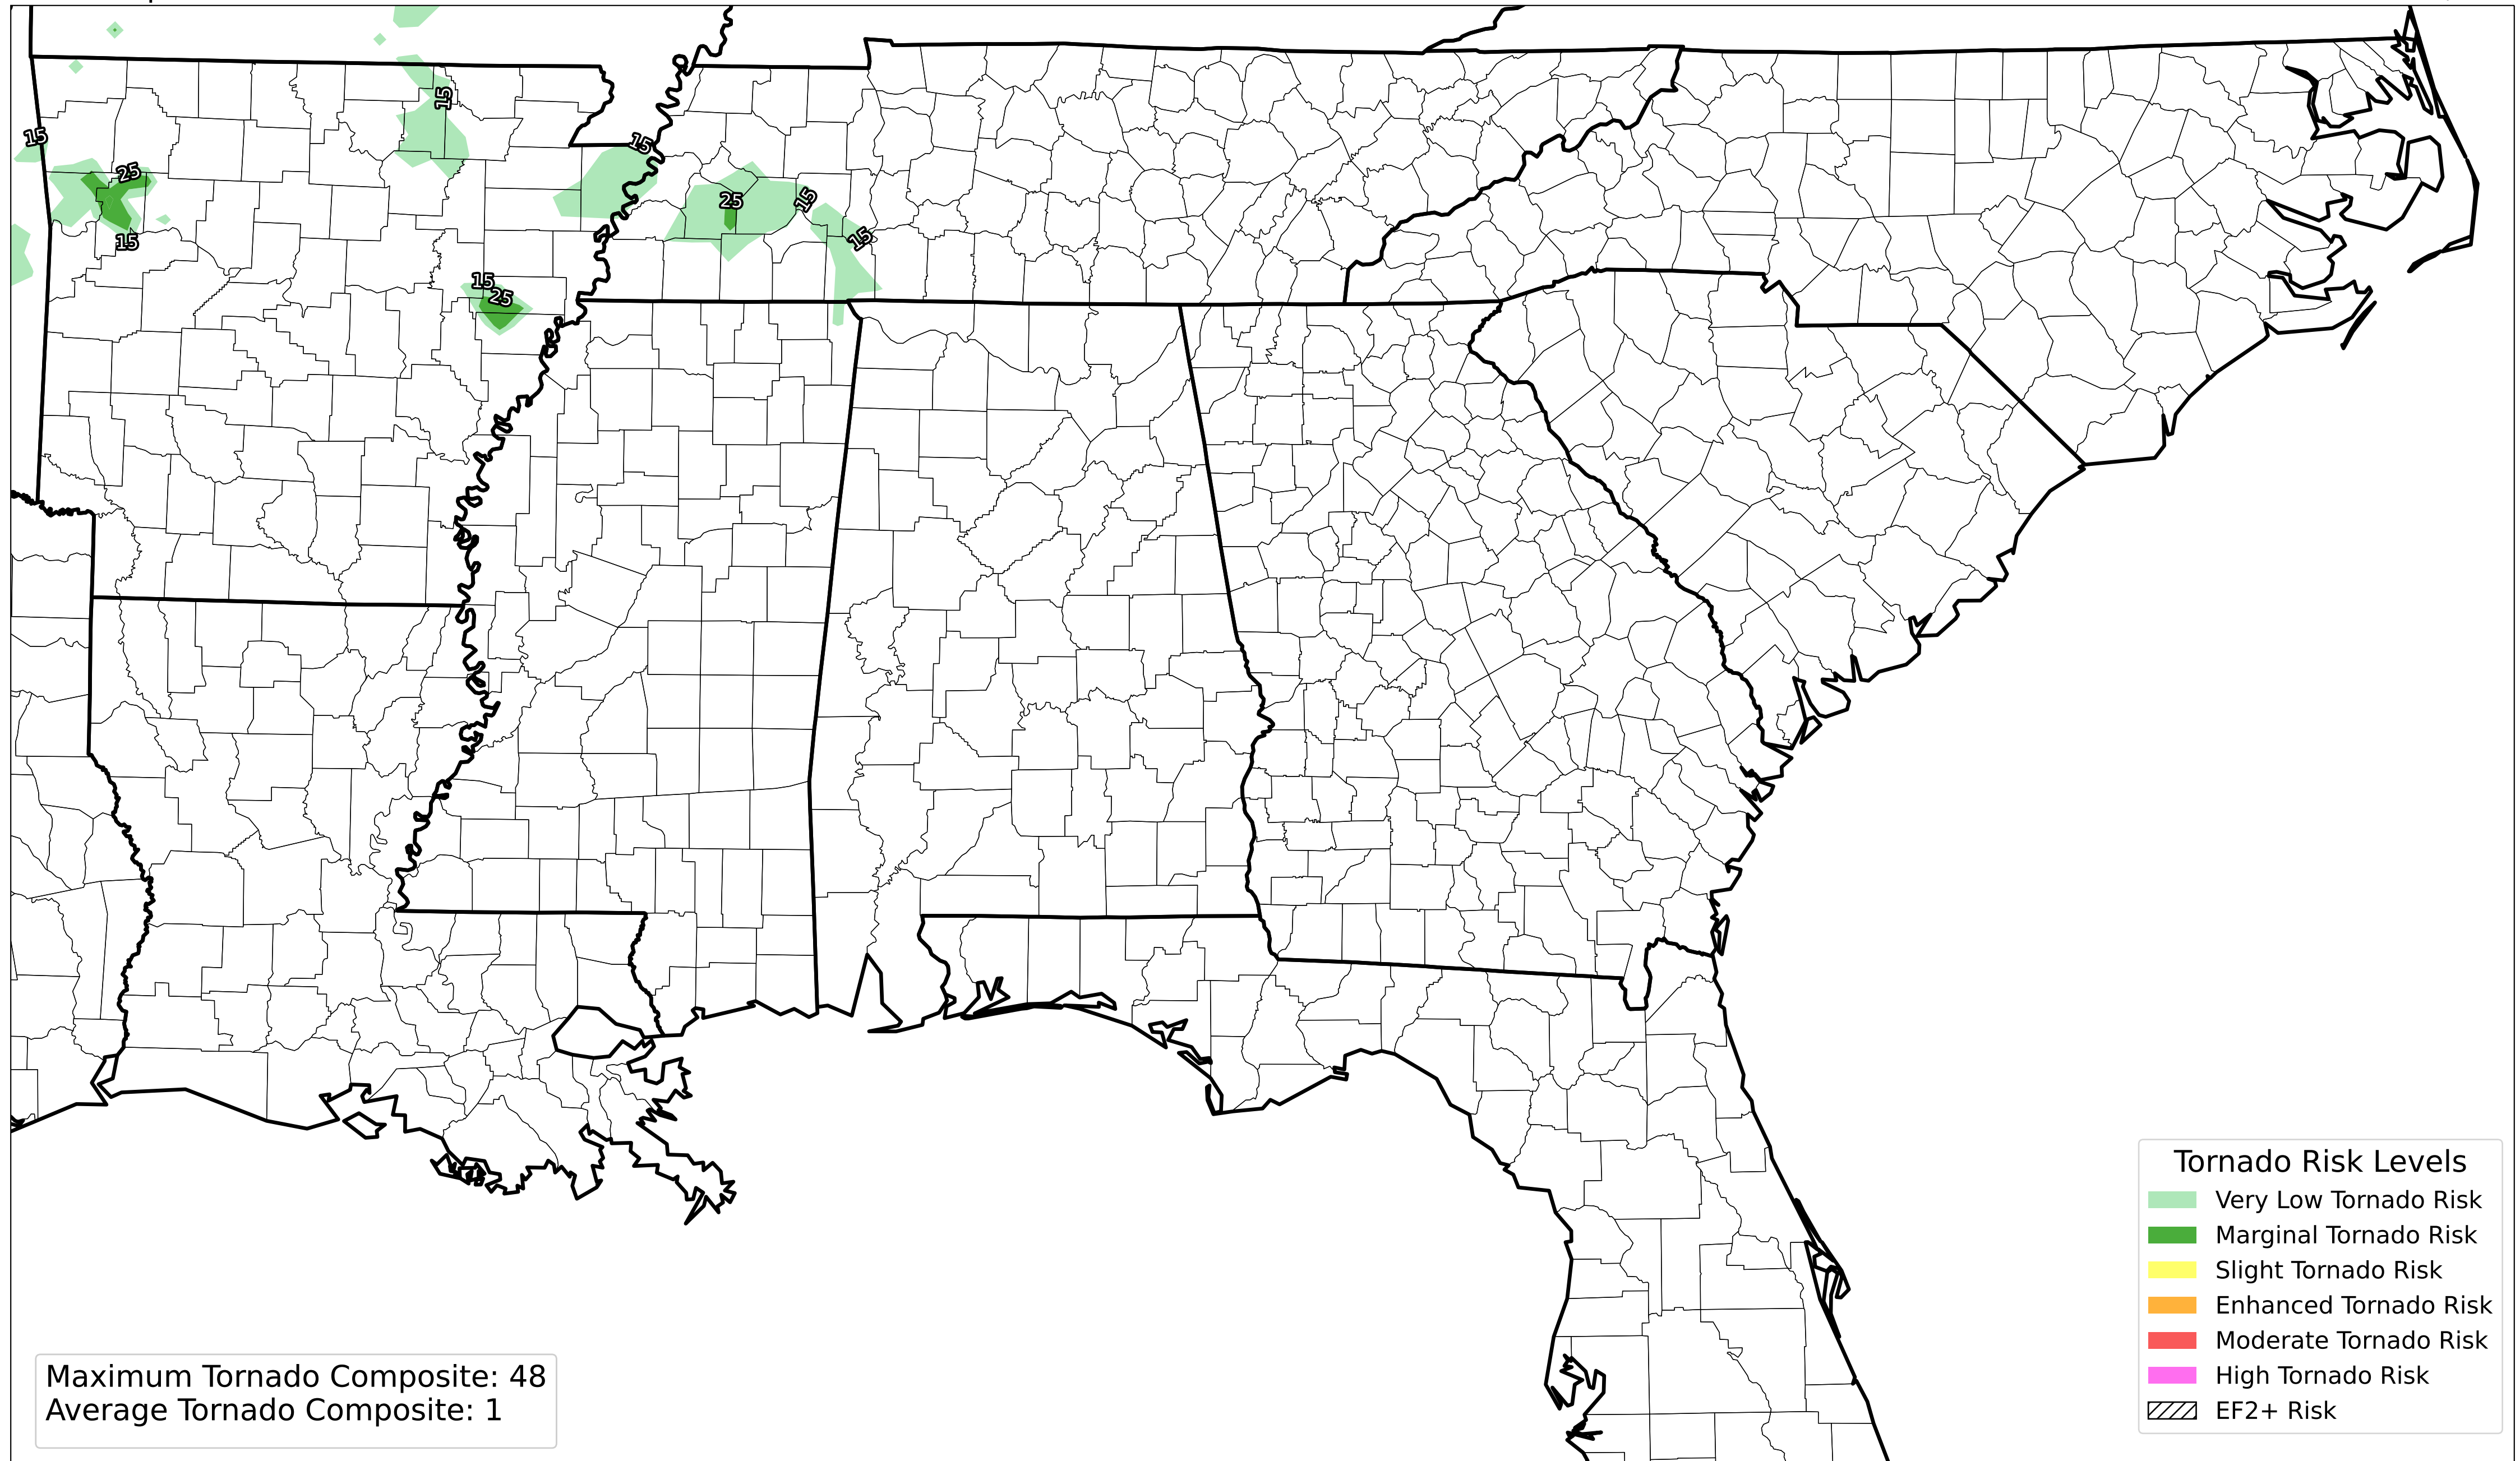 15
15
15
25
25
15
15
15
15
25
Tornado Risk Levels
Very Low Tornado Risk
Marginal Tornado Risk
Slight Tornado Risk
Enhanced Tornado Risk
Moderate Tornado Risk
High Tornado Risk
EF2+ Risk
Maximum Tornado Composite: 48
Average Tornado Composite: 1